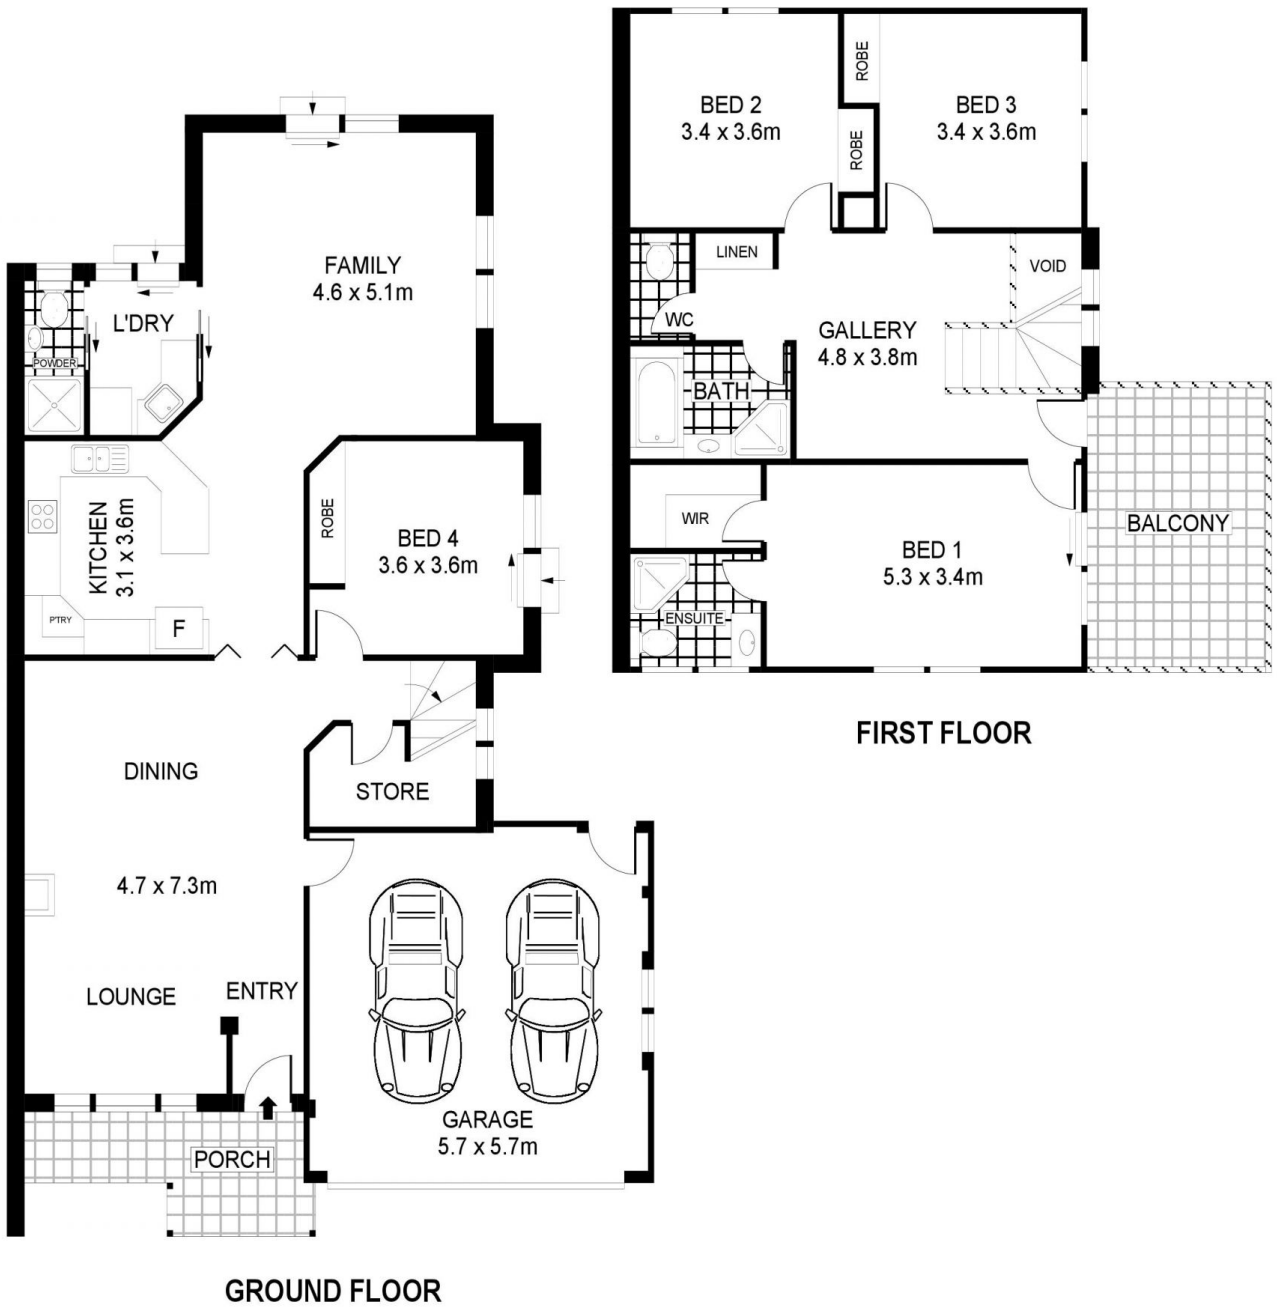 FAMILY
4.6 x 5.1m
L'DRY
POWDER
KITCHEN
3.1 x 3.6m
P'TRY
F
ROBE
BED 4
3.6 x 3.6m
DINING
STORE
4.7 x 7.3m
LOUNGE
ENTRY
GARAGE
5.7 x 5.7m
PORCH
GROUND FLOOR
BED 2
3.4 x 3.6m
ROBE
ROBE
BED 3
3.4 x 3.6m
LINEN
VOID
WC
GALLERY
4.8 x 3.8m
BATH
WIR
BED 1
5.3 x 3.4m
ENSUITE
BALCONY
FIRST FLOOR